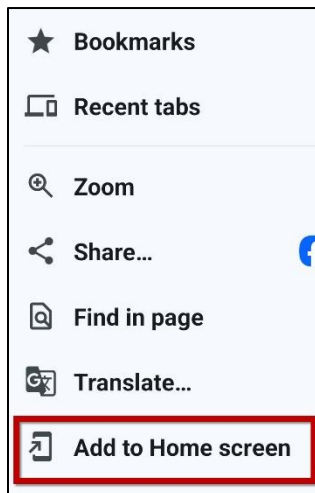 Bookmarks
Recent tabs
Zoom
Share...
Find in page
Translate...
Add to Home screen